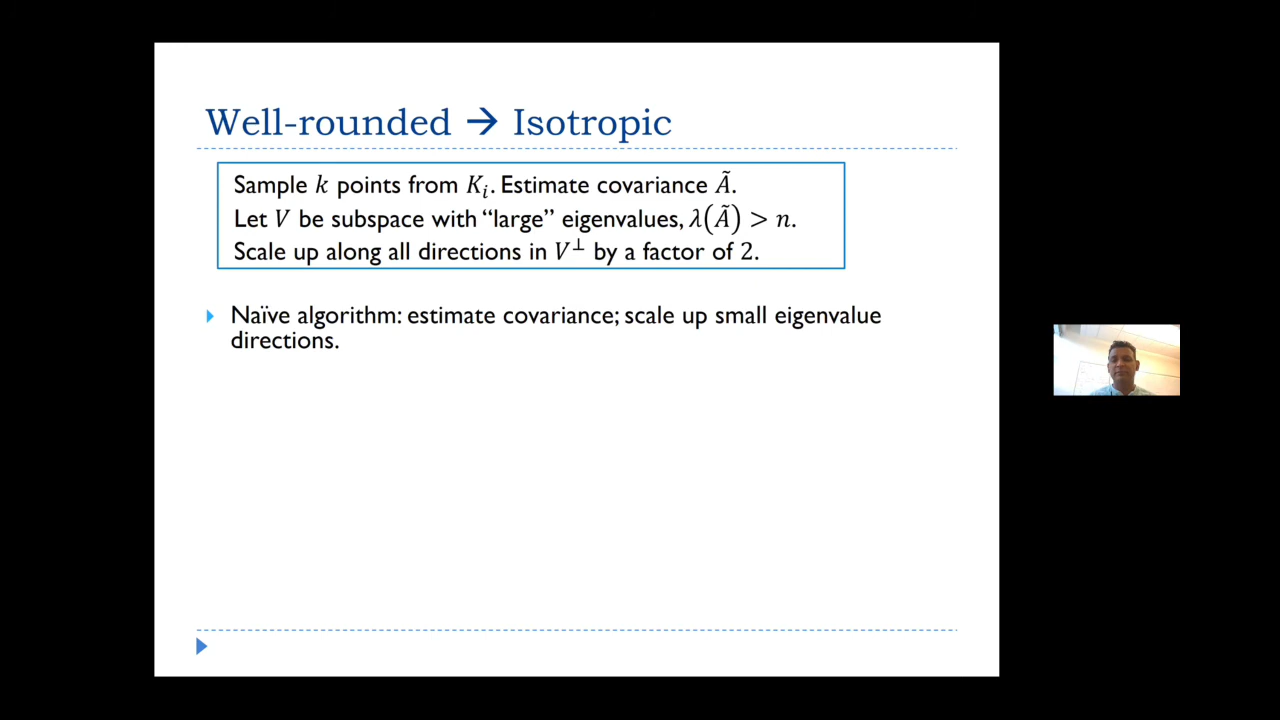 Well-rounded → Isotropic
Sample k points from Kᵢ. Estimate covariance Ã.
Let V be subspace with “large” eigenvalues, λ(Ã) > n.
Scale up along all directions in V⊥ by a factor of 2.
Naïve algorithm: estimate covariance; scale up small eigenvalue
directions.